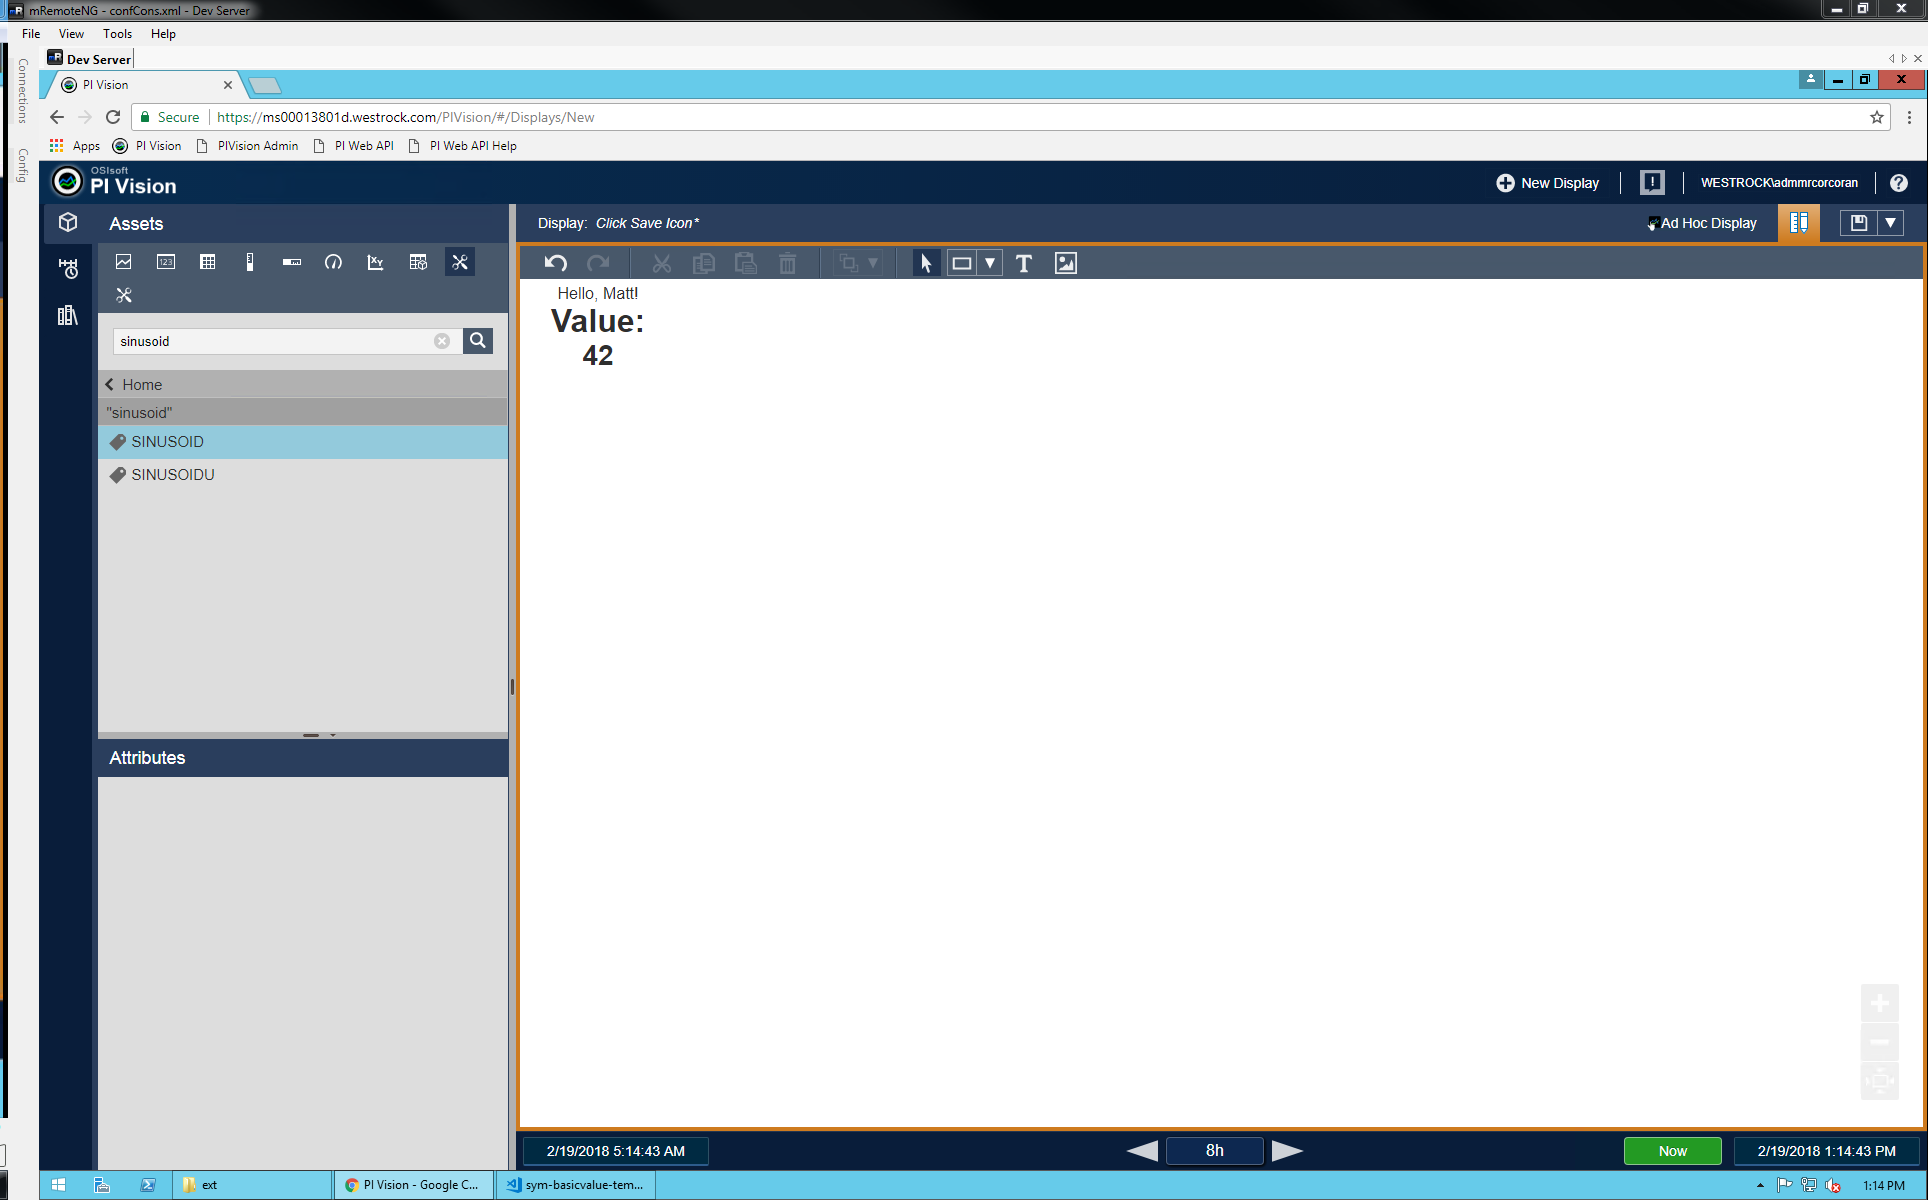 mRemoteNG - confCons.xml - Dev Server
File View Tools Help
Connections
Config
Dev Server
PI Vision
Secure https://ms00013801d.westrock.com/PIVision/#/Displays/New
Apps PI Vision PIVision Admin PI Web API PI Web API Help
OSIsoft
PI Vision
New Display WESTROCK\admmrcorcoran
Assets
Display: Click Save Icon*
Ad Hoc Display
123
sinusoid
Home
"sinusoid"
SINUSOID
SINUSOIDU
Attributes
Hello, Matt!
Value:
42
2/19/2018 5:14:43 AM 8h Now 2/19/2018 1:14:43 PM
ext PI Vision - Google C... sym-basicvalue-tem... 1:14 PM